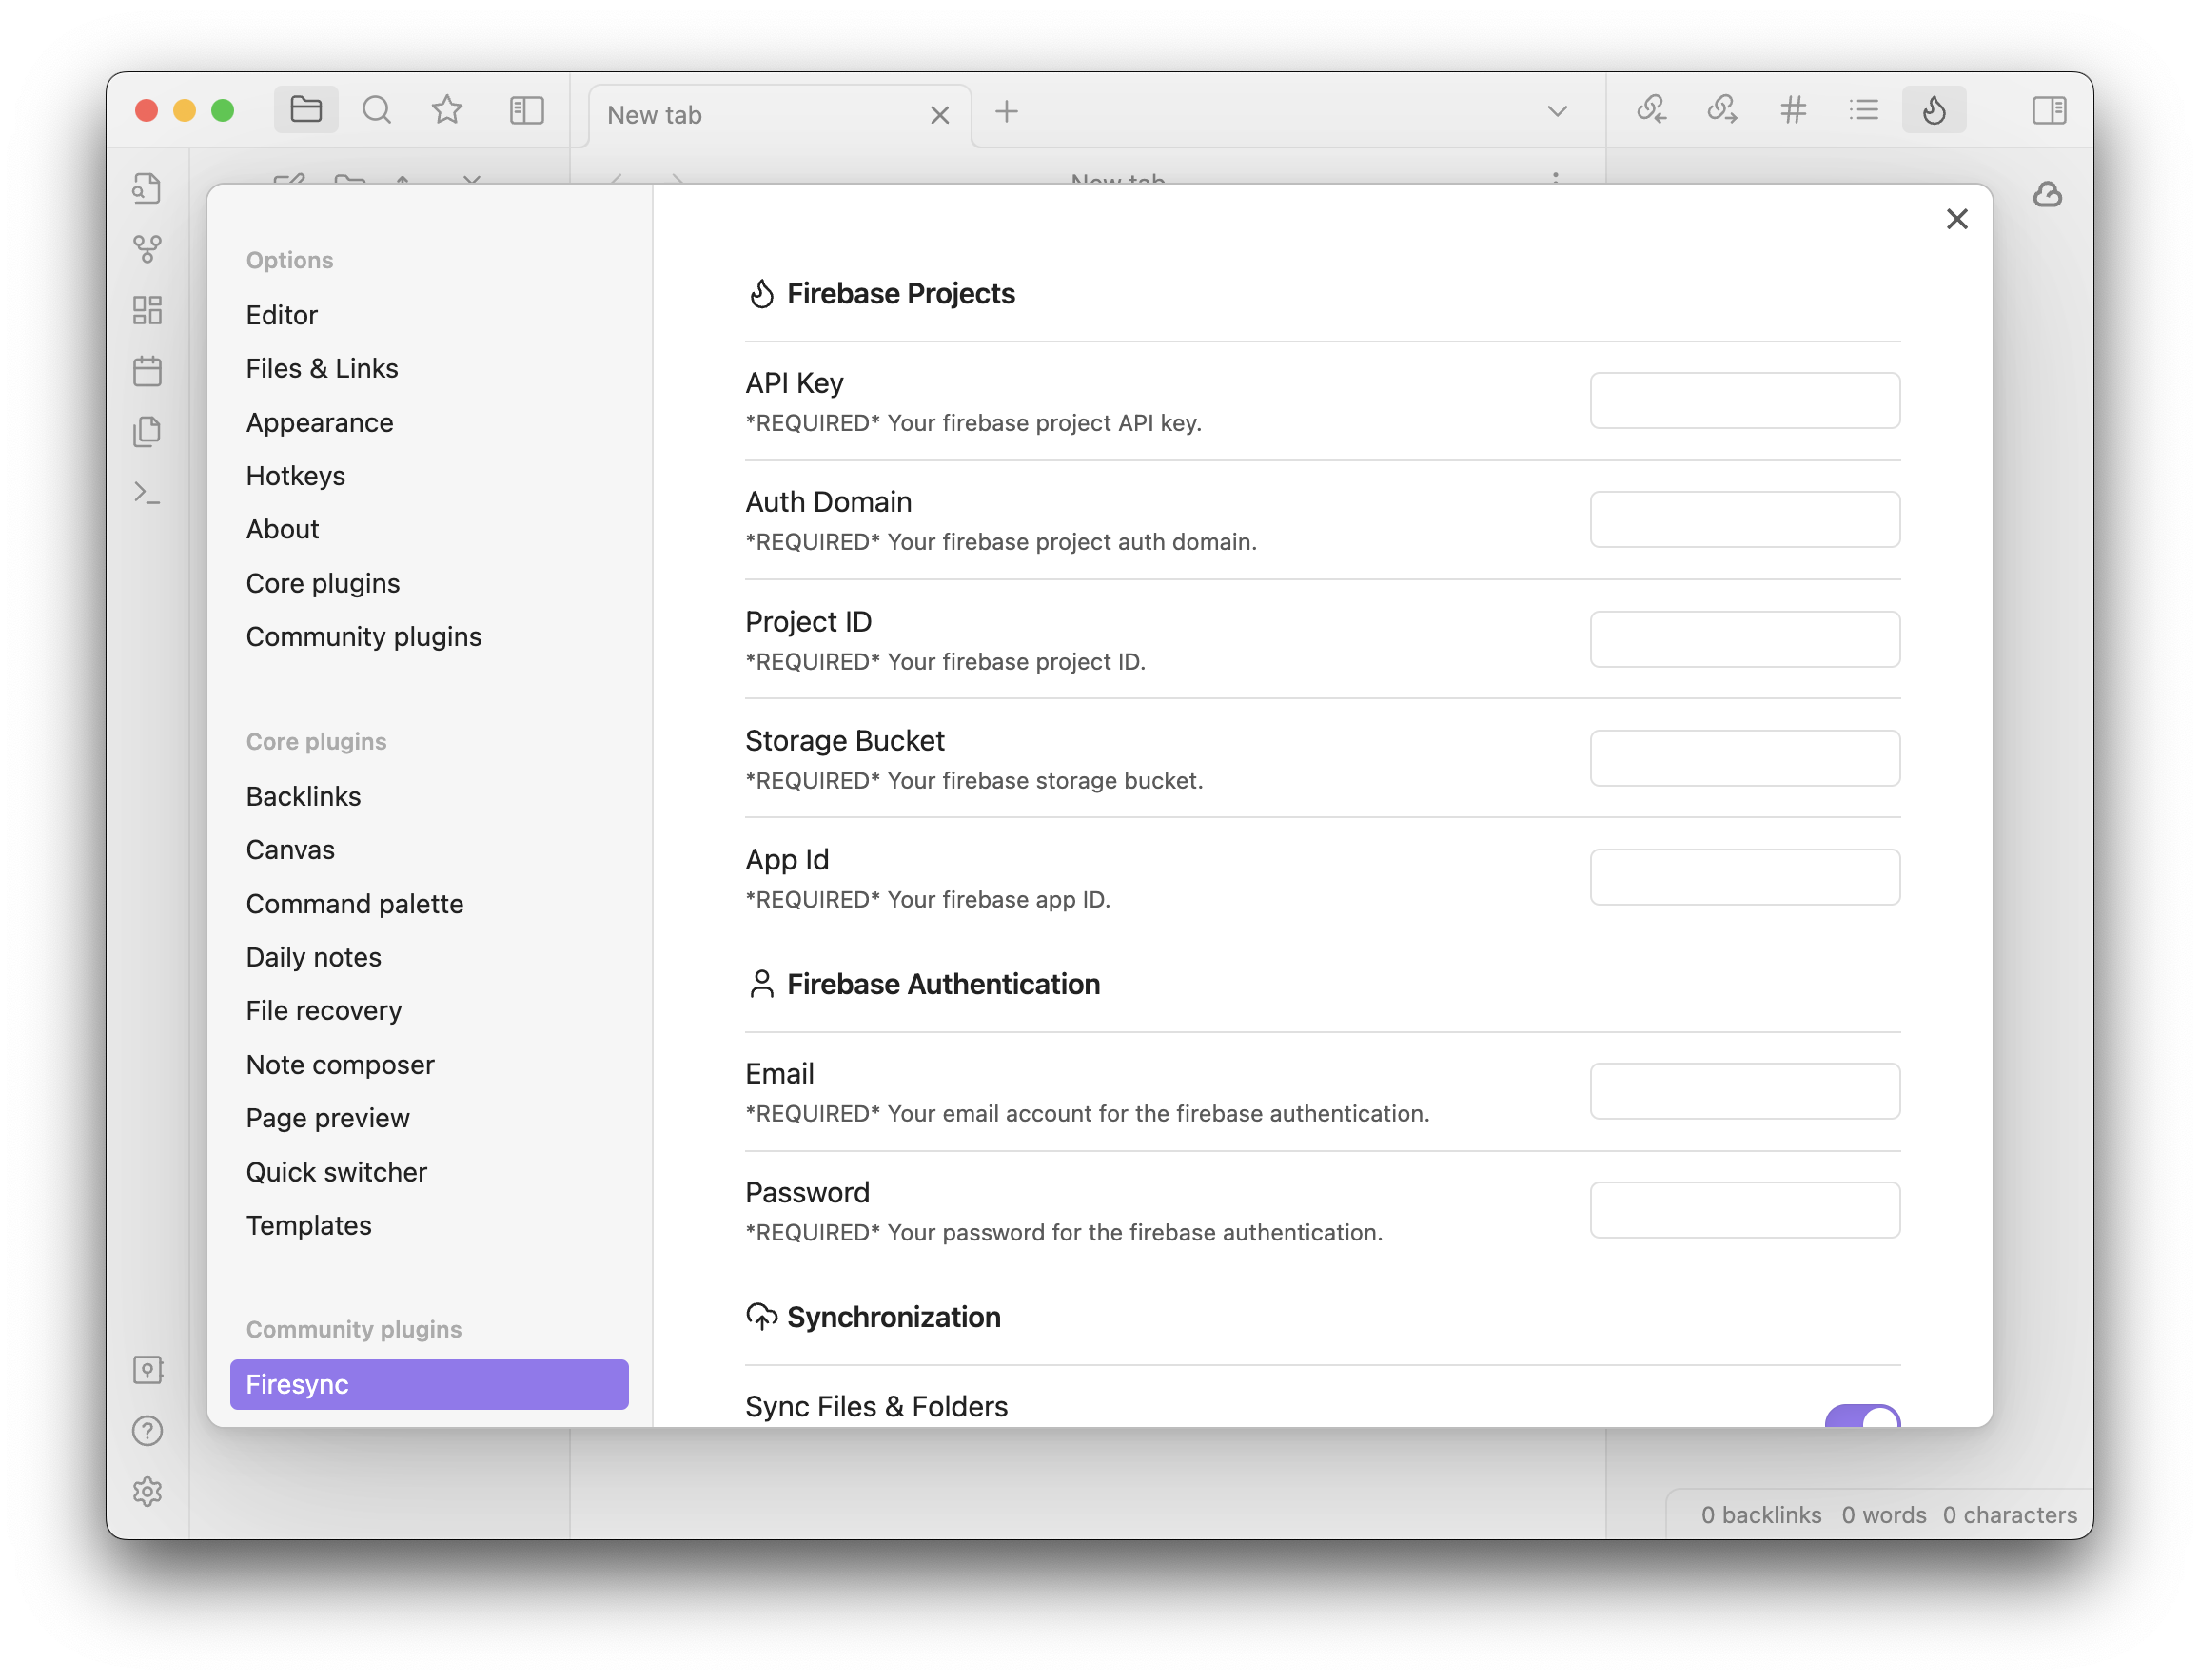 New tab
New tab
Options
Editor
Files & Links
Appearance
Hotkeys
About
Core plugins
Community plugins
Core plugins
Backlinks
Canvas
Command palette
Daily notes
File recovery
Note composer
Page preview
Quick switcher
Templates
Community plugins
Firesync
Firebase Projects
API Key
*REQUIRED* Your firebase project API key.
Auth Domain
*REQUIRED* Your firebase project auth domain.
Project ID
*REQUIRED* Your firebase project ID.
Storage Bucket
*REQUIRED* Your firebase storage bucket.
App Id
*REQUIRED* Your firebase app ID.
Firebase Authentication
Email
*REQUIRED* Your email account for the firebase authentication.
Password
*REQUIRED* Your password for the firebase authentication.
Synchronization
Sync Files & Folders
0 backlinks 0 words 0 characters